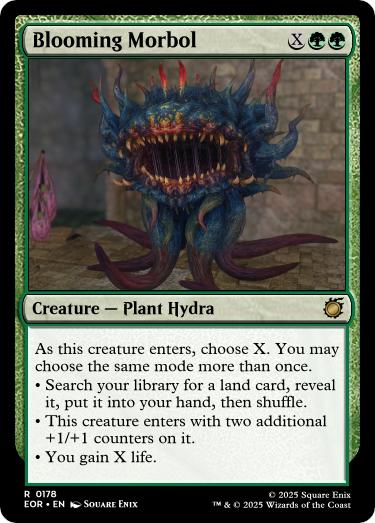 Blooming Morbol X
Creature — Plant Hydra
As this creature enters, choose X. You may
choose the same mode more than once.
• Search your library for a land card, reveal
it, put it into your hand, then shuffle.
• This creature enters with two additional
+1/+1 counters on it.
• You gain X life.
R 0178
EOR • EN SQUARE ENIX
© 2025 Square Enix
™ & © 2025 Wizards of the Coast